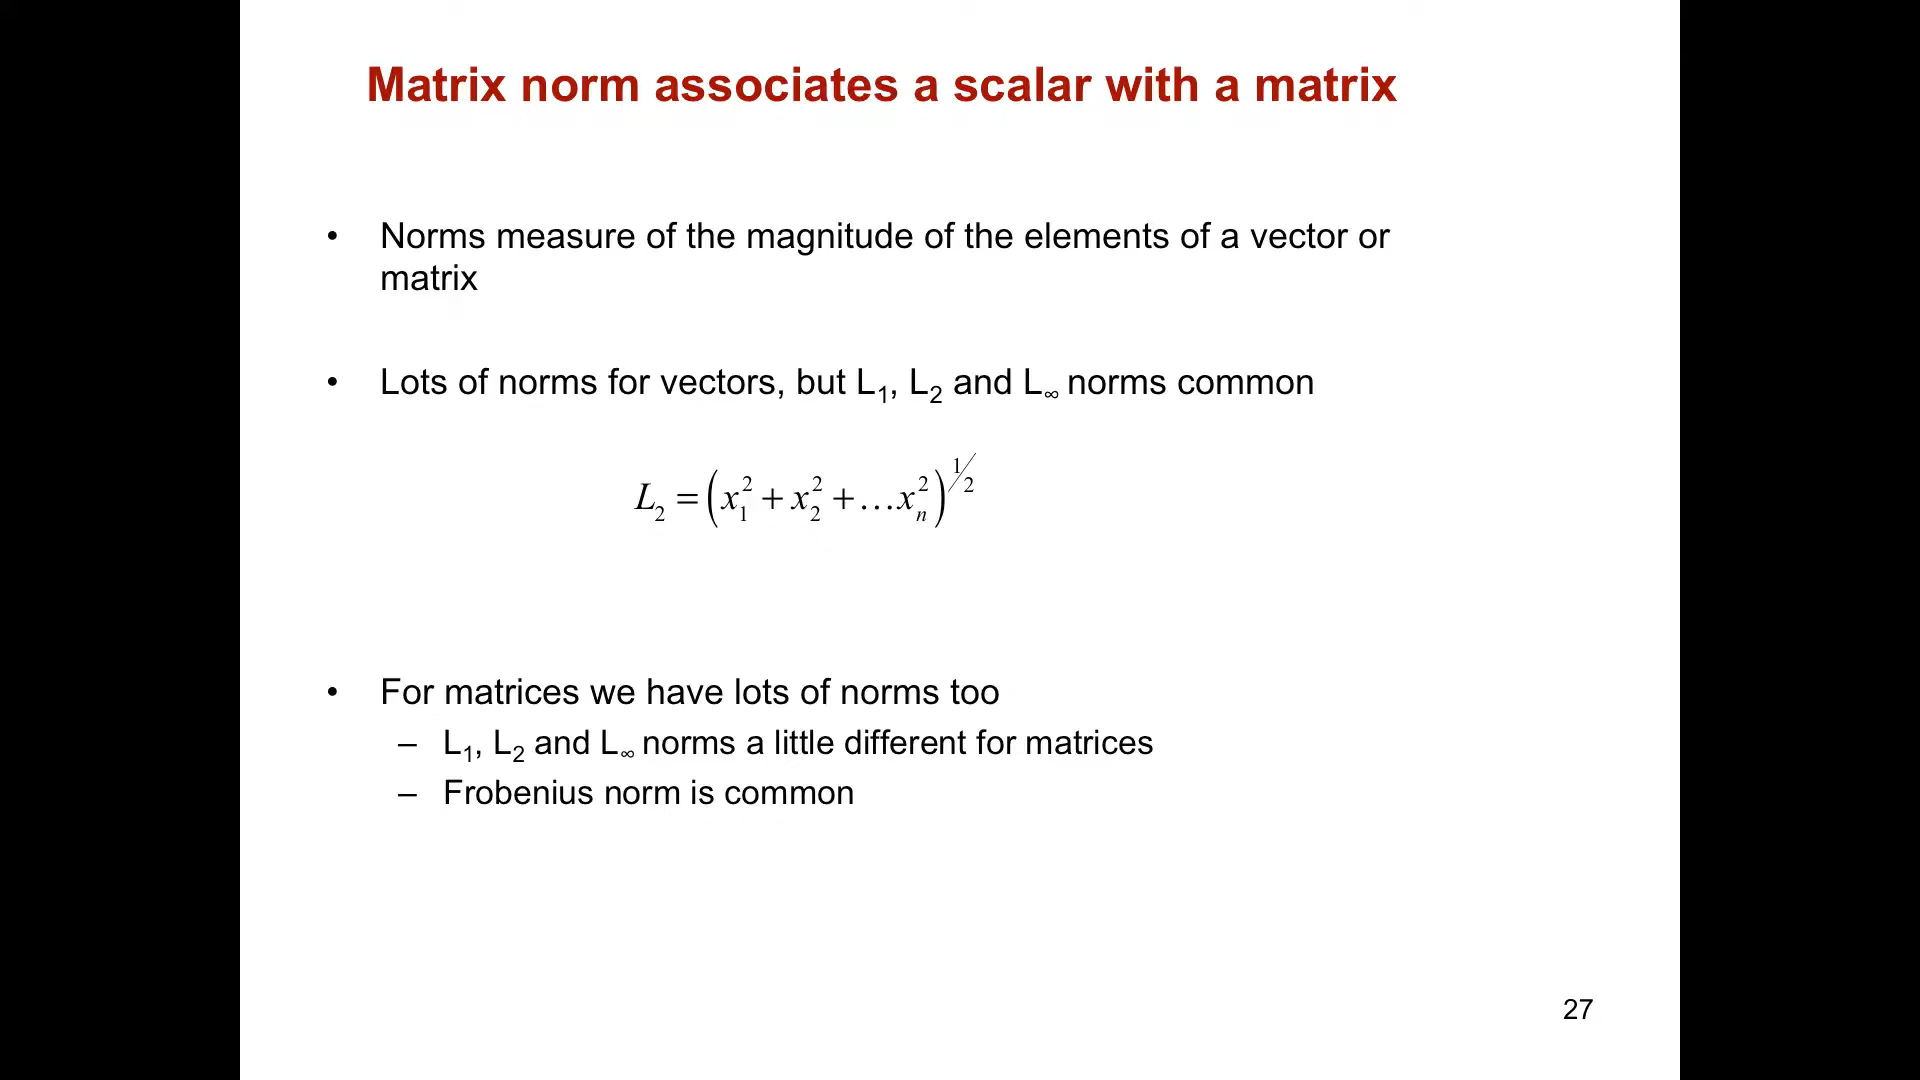 Matrix norm associates a scalar with a matrix
• Norms measure of the magnitude of the elements of a vector or
matrix
• Lots of norms for vectors, but L₁, L₂ and L∞ norms common
L₂ = (x₁² + x₂² + …xₙ²)^½
• For matrices we have lots of norms too
– L₁, L₂ and L∞ norms a little different for matrices
– Frobenius norm is common
27